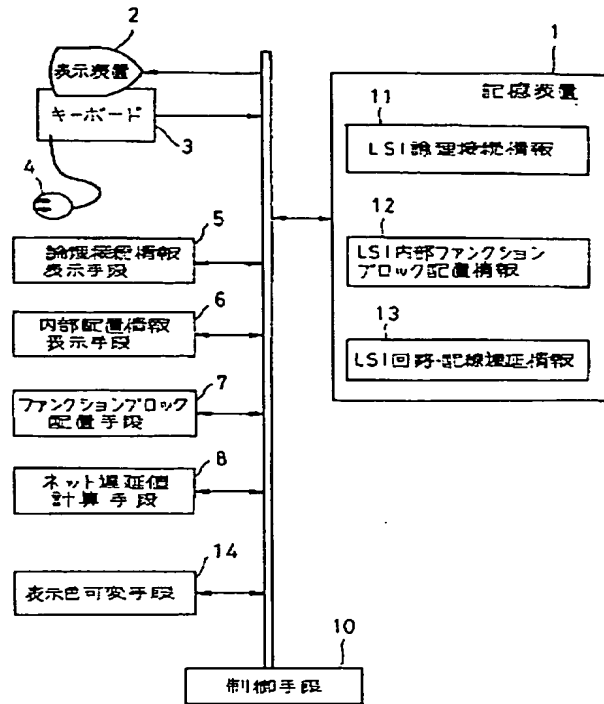 2
表示装置
キーボード
3
4
5
論理接続情報
表示手段
6
内部配置情報
表示手段
7
ファンクションブロック
配置手段
8
ネット遅延値
計算手段
14
表示色可変手段
10
制御手段
1
記憶装置
11
LSI論理接続情報
12
LSI内部ファンクション
ブロック配置情報
13
LSI回路・配線遅延情報